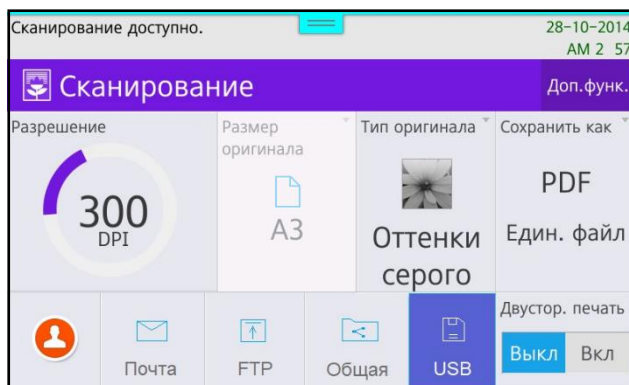 Сканирование доступно.
28-10-2014
AM 2 57
Сканирование
Доп.функ.
Разрешение
300
DPI
Размер
оригинала
A3
Тип оригинала
Оттенки
серого
Сохранить как
PDF
Един. файл
Почта
FTP
Общая
USB
Двустор. печать
Выкл
Вкл